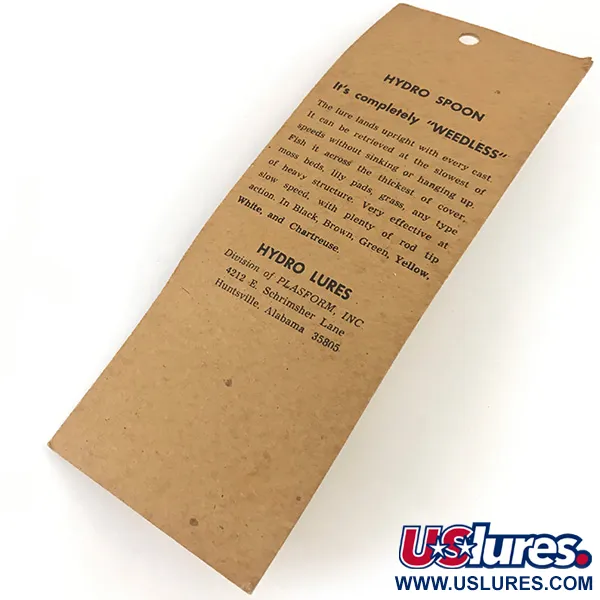 HYDRO SPOON
It's completely "WEEDLESS"
The lure lands upright with every cast
It can be retrieved at the slowest of
speeds without sinking or hanging up.
Fish it across the thickest of cover,
moss beds, lily pads, grass, any type
of heavy structure. Very effective at
slow speed, with plenty of rod tip
action. In Black, Brown, Green, Yellow,
White, and Chartreuse.
HYDRO LURES
Division of PLASFORM, INC
4212 E. Schrimsher Lane
Huntsville, Alabama 35805
USlures.
WWW.USLURES.COM